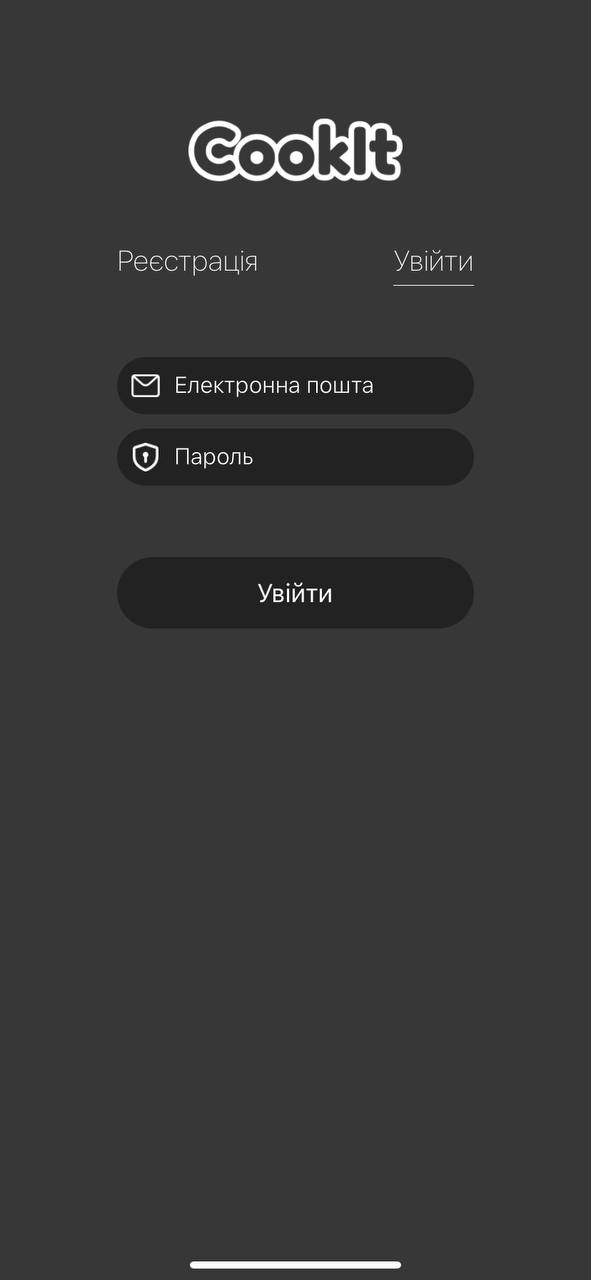 CookIt
Реєстрація
Увійти
Електронна пошта
Пароль
Увійти